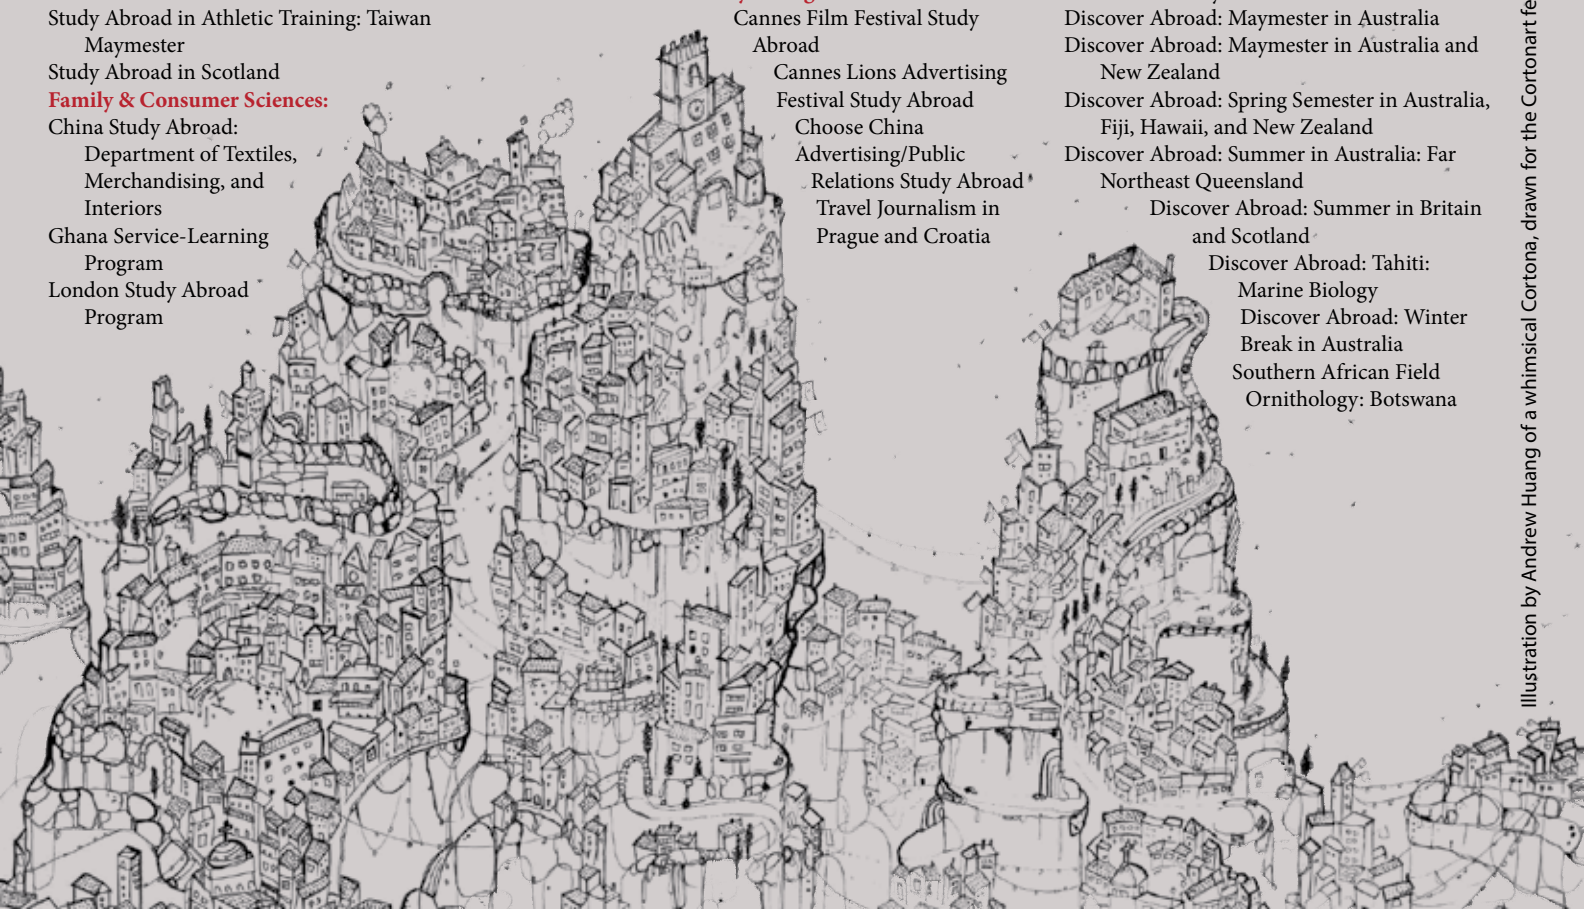 Study Abroad in Athletic Training: Taiwan
Maymester
Study Abroad in Scotland
Family & Consumer Sciences:
China Study Abroad:
Department of Textiles,
Merchandising, and
Interiors
Ghana Service-Learning
Program
London Study Abroad
Program
Cannes Film Festival Study
Abroad
Cannes Lions Advertising
Festival Study Abroad
Choose China
Advertising/Public
Relations Study Abroad
Travel Journalism in
Prague and Croatia
Discover Abroad: Maymester in Australia
Discover Abroad: Maymester in Australia and
New Zealand
Discover Abroad: Spring Semester in Australia,
Fiji, Hawaii, and New Zealand
Discover Abroad: Summer in Australia: Far
Northeast Queensland
Discover Abroad: Summer in Britain
and Scotland
Discover Abroad: Tahiti:
Marine Biology
Discover Abroad: Winter
Break in Australia
Southern African Field
Ornithology: Botswana
Illustration by Andrew Huang of a whimsical Cortona, drawn for the Cortonart